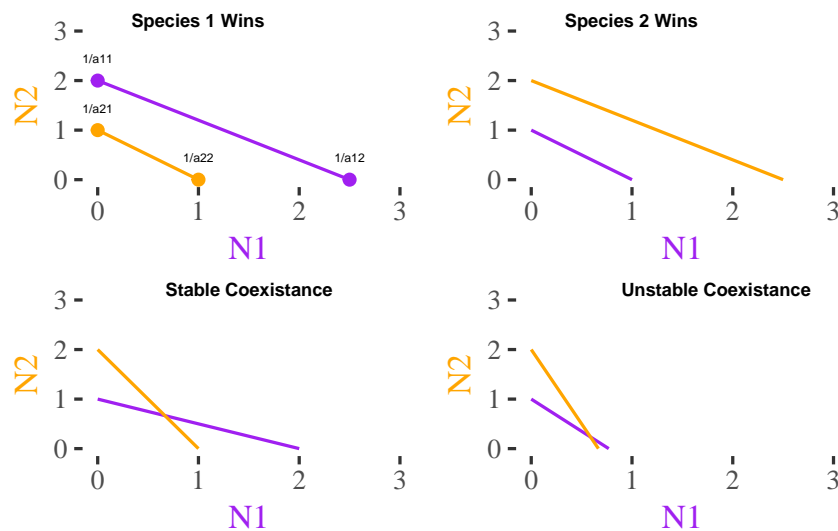 Species 1 Wins
3
1/a11
2
1/a21
1
1/a22
1/a12
0
0 1 2 3
N2
N1
Species 2 Wins
3
2
1
0
0 1 2 3
N2
N1
Stable Coexistance
3
2
1
0
0 1 2 3
N2
N1
Unstable Coexistance
3
2
1
0
0 1 2 3
N2
N1